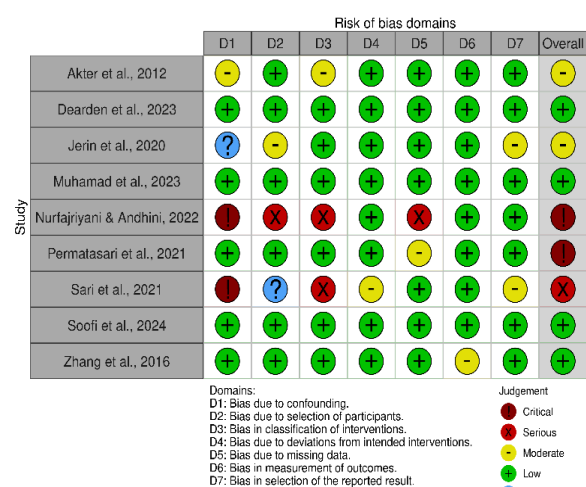 Risk of bias domains
D1 D2 D3 D4 D5 D6 D7 Overall
Study
Akter et al., 2012 - + - + + + + -
Dearden et al., 2023 + + + + + + + +
Jerin et al., 2020 ? - + + + + - -
Muhamad et al., 2023 + + + + + + + +
Nurfajriyani & Andhini, 2022 ! X X + X + + !
Permatasari et al., 2021 + + + + - + + !
Sari et al., 2021 ! ? X - + + - X
Soofi et al., 2024 + + + + + + + +
Zhang et al., 2016 + + + + + - + +
Domains:
D1: Bias due to confounding.
D2: Bias due to selection of participants.
D3: Bias in classification of interventions.
D4: Bias due to deviations from intended interventions.
D5: Bias due to missing data.
D6: Bias in measurement of outcomes.
D7: Bias in selection of the reported result.
Judgement
! Critical
X Serious
- Moderate
+ Low